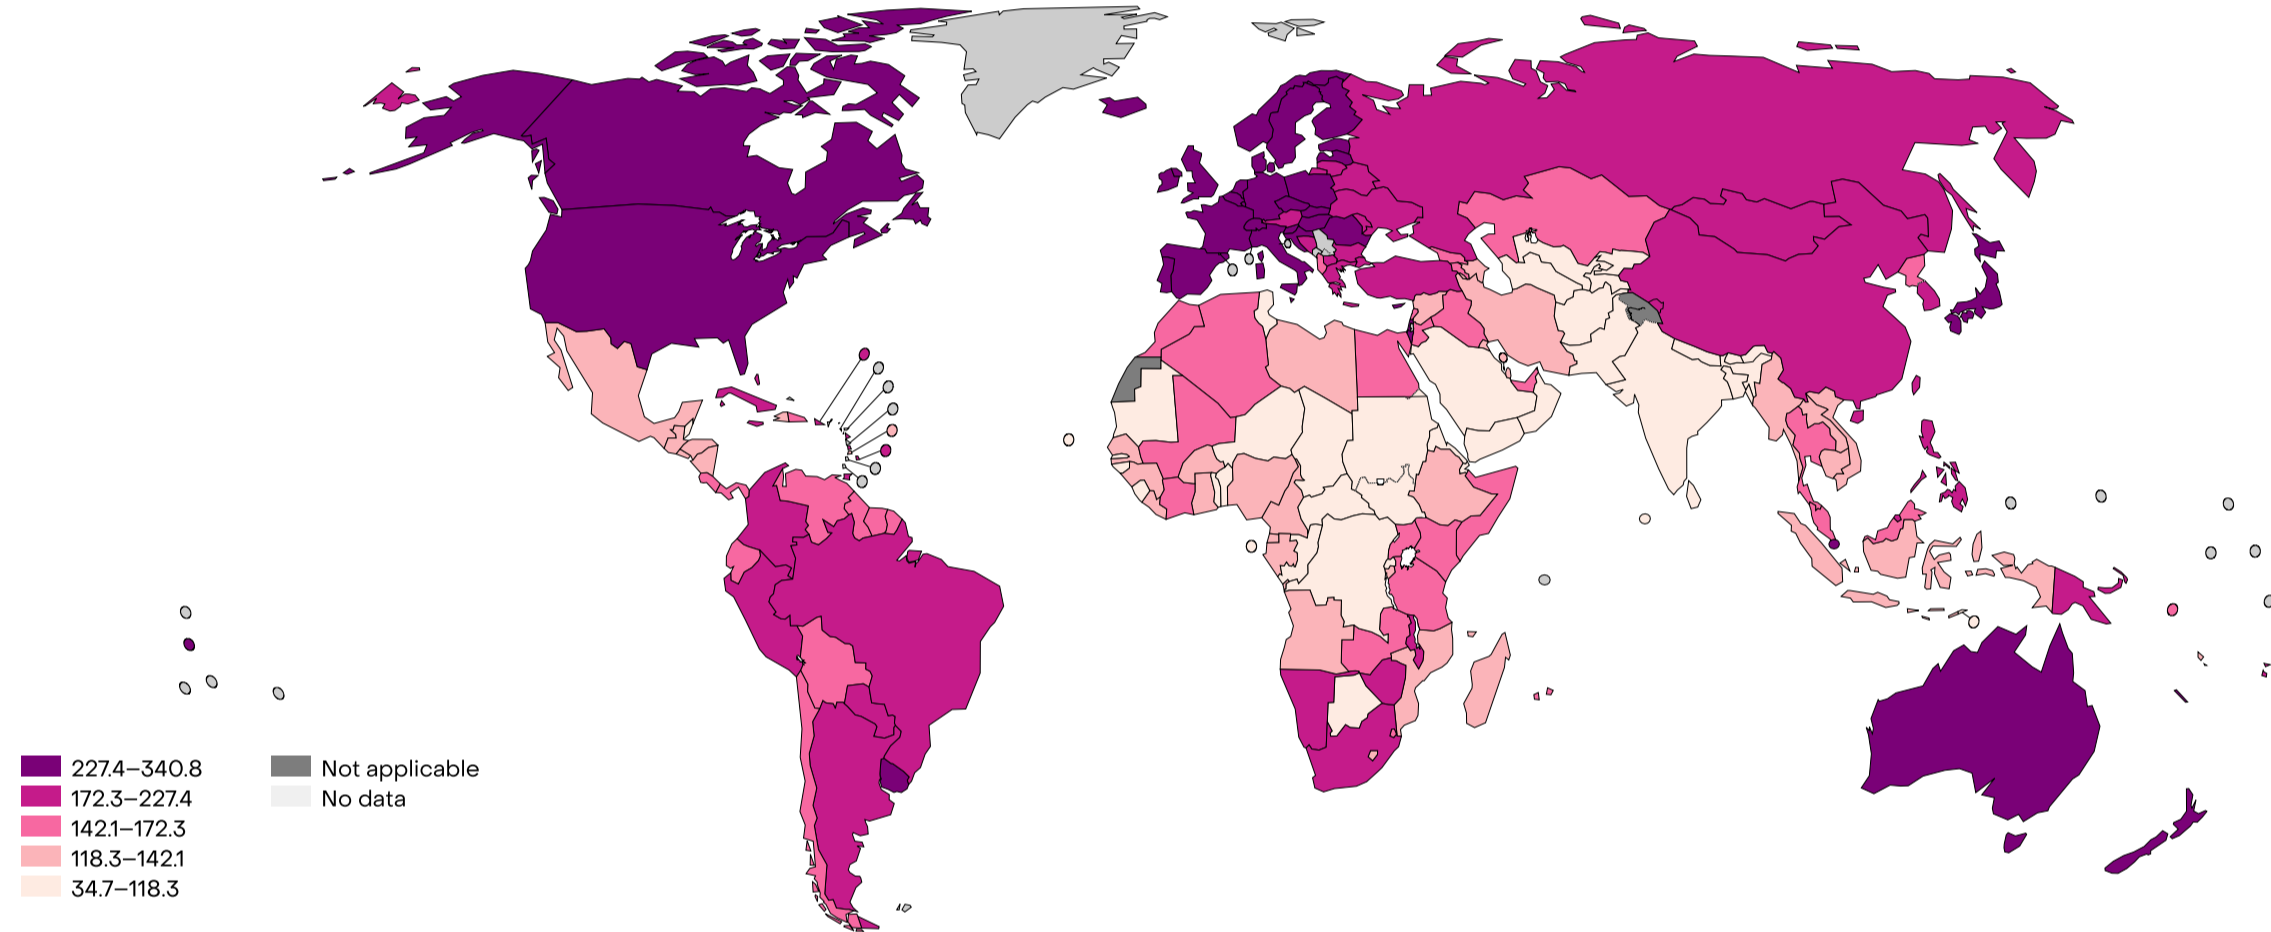 227.4–340.8
172.3–227.4
142.1–172.3
118.3–142.1
34.7–118.3
Not applicable
No data